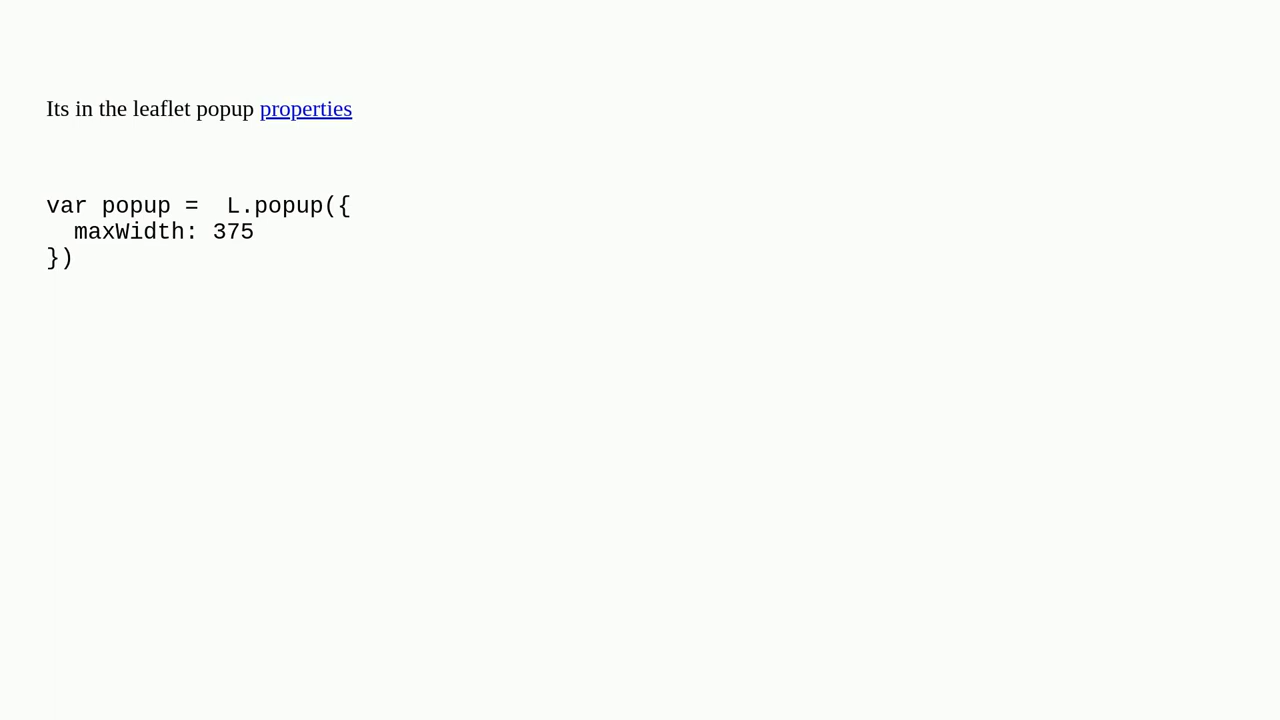 Its in the leaflet popup properties
var popup =  L.popup({
  maxWidth: 375
})